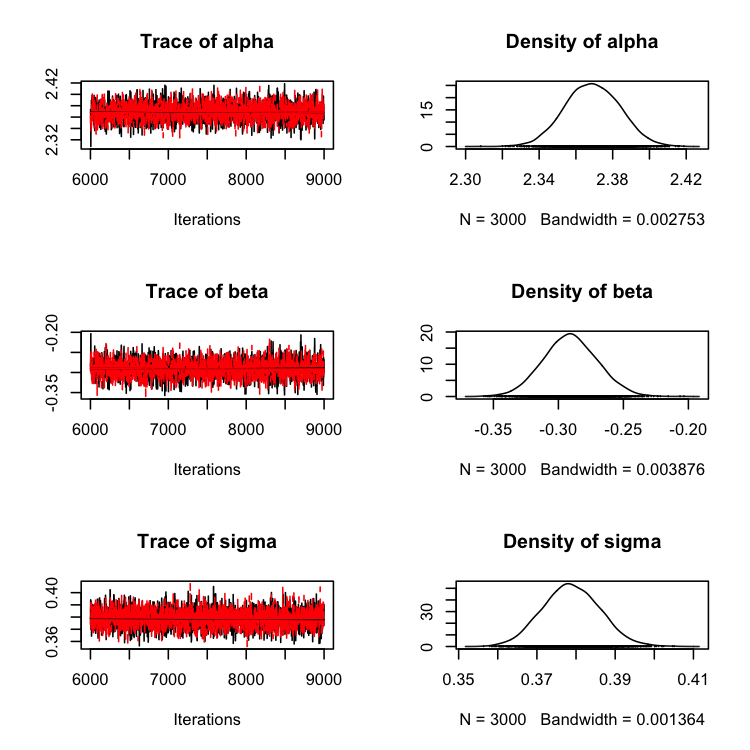 Trace of alpha
2.42
2.32
6000 7000 8000 9000
Iterations
Density of alpha
15
0
2.30 2.34 2.38 2.42
N = 3000 Bandwidth = 0.002753
Trace of beta
-0.20
-0.35
6000 7000 8000 9000
Iterations
Density of beta
20
10
0
-0.35 -0.30 -0.25 -0.20
N = 3000 Bandwidth = 0.003876
Trace of sigma
0.40
0.36
6000 7000 8000 9000
Iterations
Density of sigma
30
0
0.35 0.37 0.39 0.41
N = 3000 Bandwidth = 0.001364